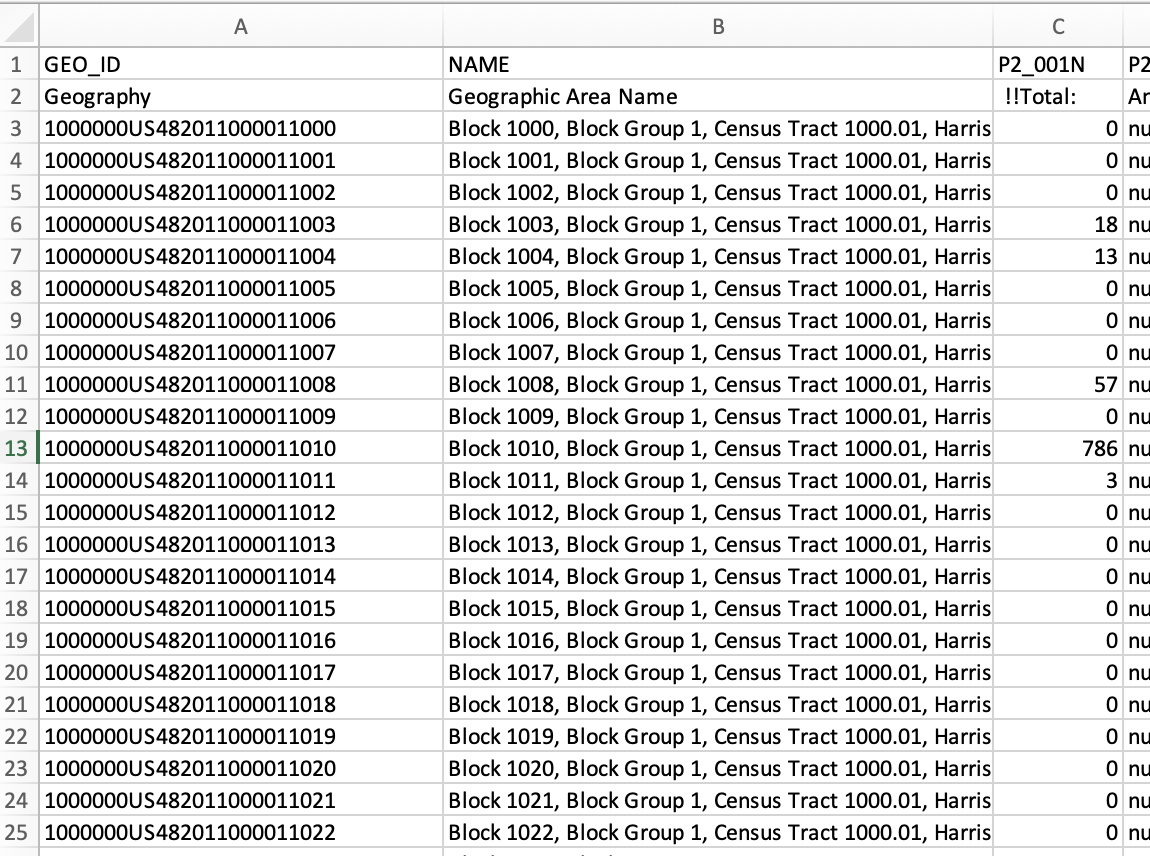 A B C
1 GEO_ID NAME P2_001N P2
2 Geography Geographic Area Name !!Total: Ar
3 1000000US482011000011000 Block 1000, Block Group 1, Census Tract 1000.01, Harris 0 nu
4 1000000US482011000011001 Block 1001, Block Group 1, Census Tract 1000.01, Harris 0 nu
5 1000000US482011000011002 Block 1002, Block Group 1, Census Tract 1000.01, Harris 0 nu
6 1000000US482011000011003 Block 1003, Block Group 1, Census Tract 1000.01, Harris 18 nu
7 1000000US482011000011004 Block 1004, Block Group 1, Census Tract 1000.01, Harris 13 nu
8 1000000US482011000011005 Block 1005, Block Group 1, Census Tract 1000.01, Harris 0 nu
9 1000000US482011000011006 Block 1006, Block Group 1, Census Tract 1000.01, Harris 0 nu
10 1000000US482011000011007 Block 1007, Block Group 1, Census Tract 1000.01, Harris 0 nu
11 1000000US482011000011008 Block 1008, Block Group 1, Census Tract 1000.01, Harris 57 nu
12 1000000US482011000011009 Block 1009, Block Group 1, Census Tract 1000.01, Harris 0 nu
13 1000000US482011000011010 Block 1010, Block Group 1, Census Tract 1000.01, Harris 786 nu
14 1000000US482011000011011 Block 1011, Block Group 1, Census Tract 1000.01, Harris 3 nu
15 1000000US482011000011012 Block 1012, Block Group 1, Census Tract 1000.01, Harris 0 nu
16 1000000US482011000011013 Block 1013, Block Group 1, Census Tract 1000.01, Harris 0 nu
17 1000000US482011000011014 Block 1014, Block Group 1, Census Tract 1000.01, Harris 0 nu
18 1000000US482011000011015 Block 1015, Block Group 1, Census Tract 1000.01, Harris 0 nu
19 1000000US482011000011016 Block 1016, Block Group 1, Census Tract 1000.01, Harris 0 nu
20 1000000US482011000011017 Block 1017, Block Group 1, Census Tract 1000.01, Harris 0 nu
21 1000000US482011000011018 Block 1018, Block Group 1, Census Tract 1000.01, Harris 0 nu
22 1000000US482011000011019 Block 1019, Block Group 1, Census Tract 1000.01, Harris 0 nu
23 1000000US482011000011020 Block 1020, Block Group 1, Census Tract 1000.01, Harris 0 nu
24 1000000US482011000011021 Block 1021, Block Group 1, Census Tract 1000.01, Harris 0 nu
25 1000000US482011000011022 Block 1022, Block Group 1, Census Tract 1000.01, Harris 0 nu